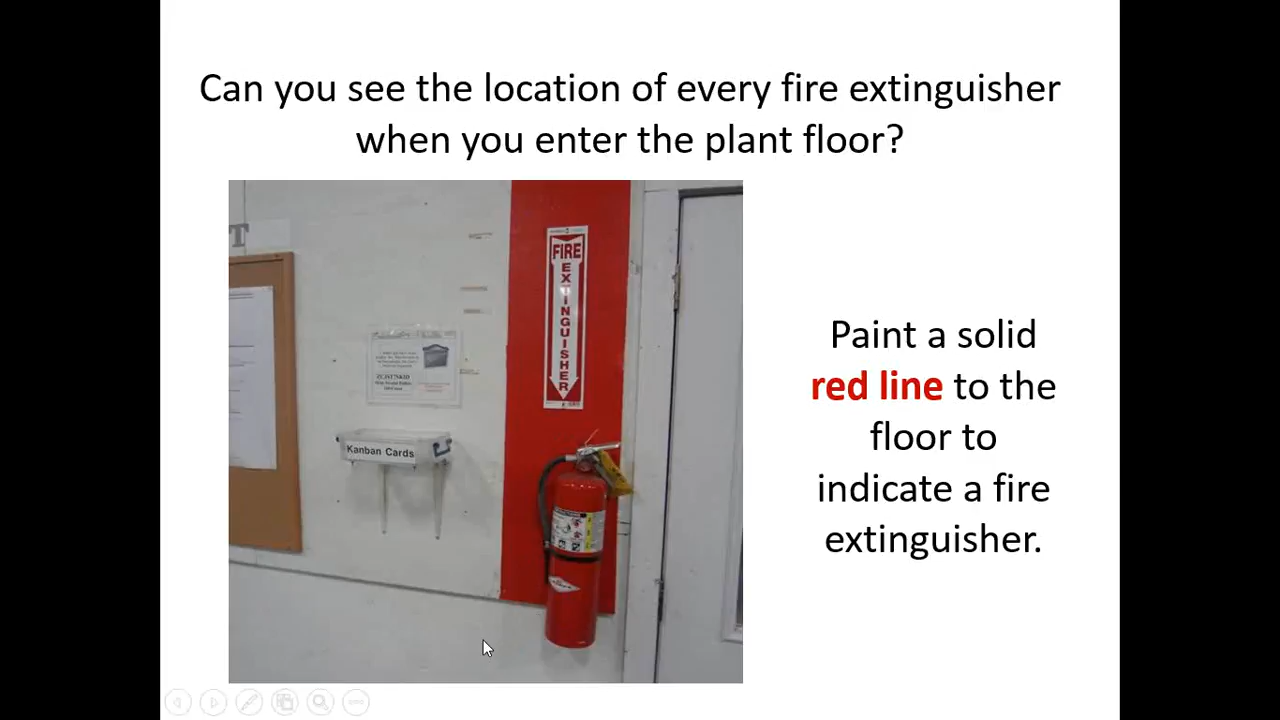 Can you see the location of every fire extinguisher
when you enter the plant floor?
T
FIRE
EXTINGUISHER
Kanban Cards
Paint a solid
red line to the
floor to
indicate a fire
extinguisher.